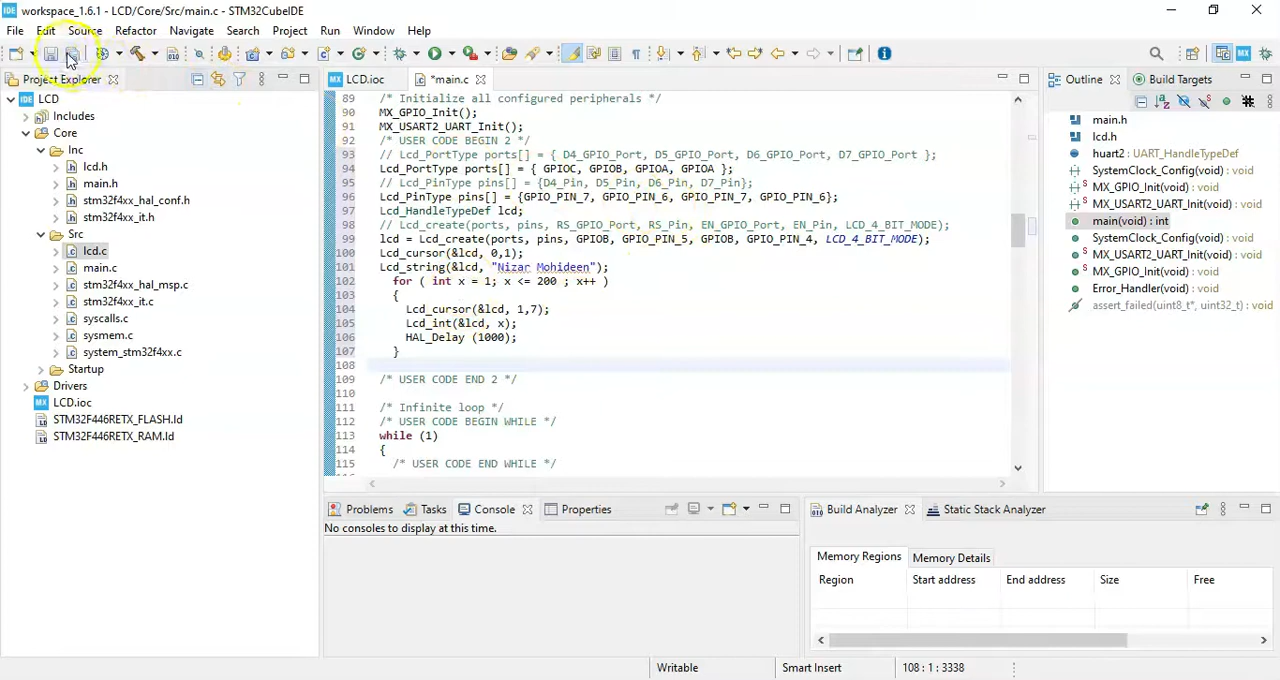 IDE workspace_1.6.1 - LCD/Core/Src/main.c - STM32CubeIDE
File Edit Source Refactor Navigate Search Project Run Window Help
Project Explorer
IDE LCD
Includes
Core
Inc
lcd.h
main.h
stm32f4xx_hal_conf.h
stm32f4xx_it.h
Src
lcd.c
main.c
stm32f4xx_hal_msp.c
stm32f4xx_it.c
syscalls.c
sysmem.c
system_stm32f4xx.c
Startup
Drivers
MX LCD.ioc
STM32F446RETX_FLASH.ld
STM32F446RETX_RAM.ld
MX LCD.ioc *main.c
89 /* Initialize all configured peripherals */
90 MX_GPIO_Init();
91 MX_USART2_UART_Init();
92 /* USER CODE BEGIN 2 */
93 // Lcd_PortType ports[] = { D4_GPIO_Port, D5_GPIO_Port, D6_GPIO_Port, D7_GPIO_Port };
94 Lcd_PortType ports[] = { GPIOC, GPIOB, GPIOA, GPIOA };
95 // Lcd_PinType pins[] = {D4_Pin, D5_Pin, D6_Pin, D7_Pin};
96 Lcd_PinType pins[] = {GPIO_PIN_7, GPIO_PIN_6, GPIO_PIN_7, GPIO_PIN_6};
97 Lcd_HandleTypeDef lcd;
98 // Lcd_create(ports, pins, RS_GPIO_Port, RS_Pin, EN_GPIO_Port, EN_Pin, LCD_4_BIT_MODE);
99 lcd = Lcd_create(ports, pins, GPIOB, GPIO_PIN_5, GPIOB, GPIO_PIN_4, LCD_4_BIT_MODE);
100 Lcd_cursor(&lcd, 0,1);
101 Lcd_string(&lcd, "Nizar Mohideen");
102 for ( int x = 1; x <= 200 ; x++ )
103 {
104 Lcd_cursor(&lcd, 1,7);
105 Lcd_int(&lcd, x);
106 HAL_Delay (1000);
107 }
108
109 /* USER CODE END 2 */
110
111 /* Infinite loop */
112 /* USER CODE BEGIN WHILE */
113 while (1)
114 {
115 /* USER CODE END WHILE */
Outline Build Targets
main.h
lcd.h
huart2 : UART_HandleTypeDef
SystemClock_Config(void) : void
MX_GPIO_Init(void) : void
MX_USART2_UART_Init(void) : void
main(void) : int
SystemClock_Config(void) : void
MX_USART2_UART_Init(void) : void
MX_GPIO_Init(void) : void
Error_Handler(void) : void
assert_failed(uint8_t*, uint32_t) : void
Problems Tasks Console Properties
No consoles to display at this time.
Build Analyzer Static Stack Analyzer
Memory Regions Memory Details
Region Start address End address Size Free
Writable Smart Insert 108 : 1 : 3338